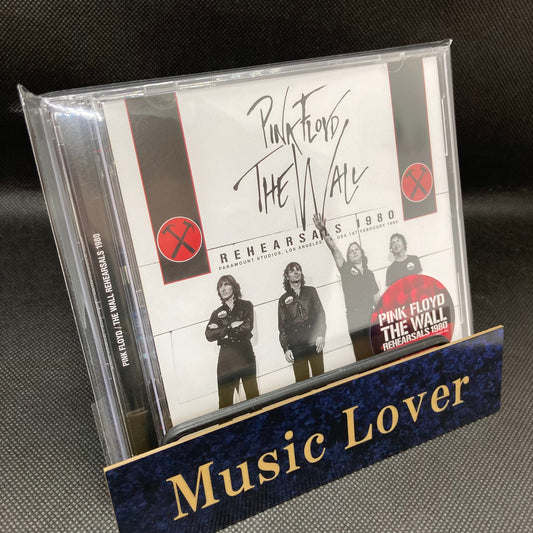 PINK FLOYD
THE WALL
REHEARSALS 1980
PARAMOUNT STUDIOS, LOS ANGELES, USA 1ST FEBRUARY 1980
PINK FLOYD
THE WALL
REHEARSALS 1980
PINK FLOYD / THE WALL REHEARSALS 1980
Music Lover